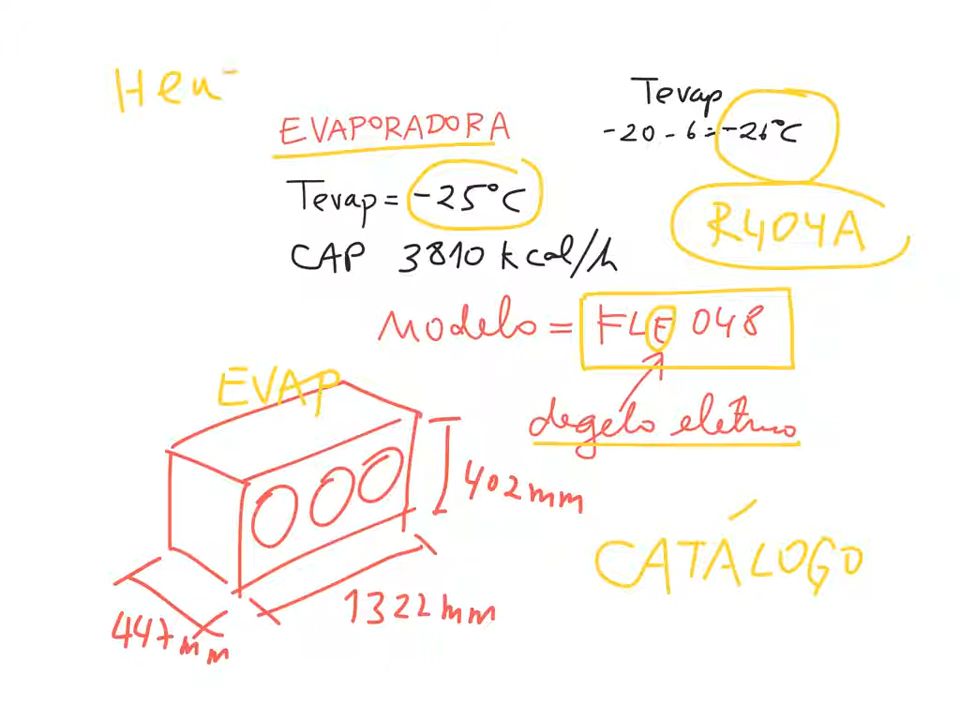 Heu-
Tevap
-20 - 6 = -26°C
EVAPORADORA
Tevap = -25°C
R404A
CAP 3810 kcal/h
Modelo = FLE 048
EVAP
degelo eletrico
402mm
CATÁLOGO
1322mm
447mm